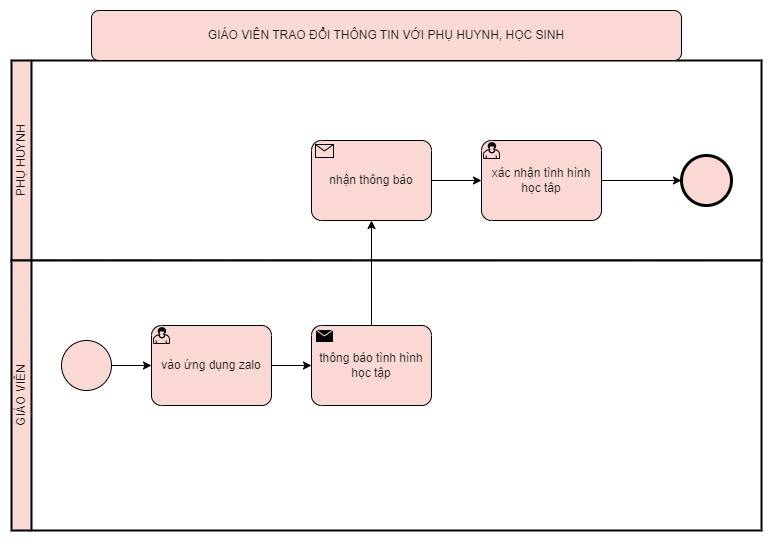 GIÁO VIÊN TRAO ĐỔI THÔNG TIN VỚI PHỤ HUYNH, HỌC SINH
PHỤ HUYNH
nhận thông báo
xác nhận tình hình
học tâp
GIÁO VIÊN
vào ứng dụng zalo
thông báo tình hình
học tập